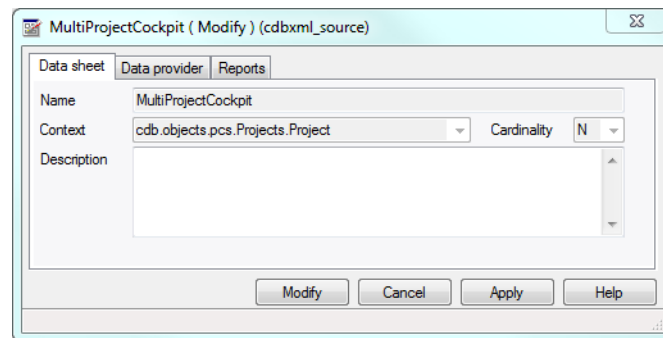 MultiProjectCockpit ( Modify ) (cdbxml_source)
Data sheet Data provider Reports
Name MultiProjectCockpit
Context cdb.objects.pcs.Projects.Project Cardinality N
Description
Modify Cancel Apply Help